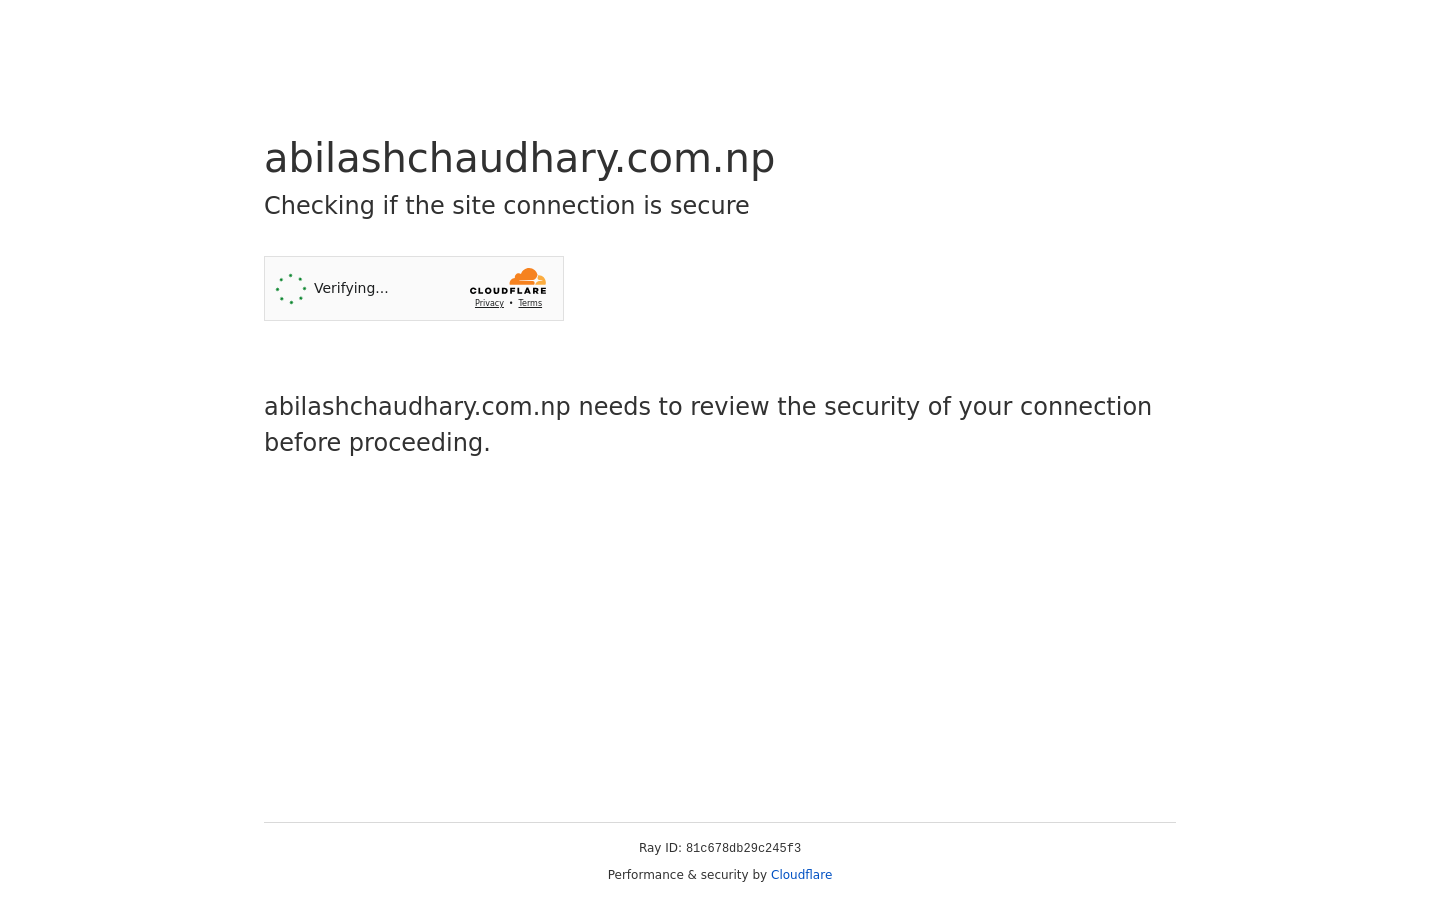 abilashchaudhary.com.np
Checking if the site connection is secure
Verifying...
CLOUDFLARE
Privacy • Terms
abilashchaudhary.com.np needs to review the security of your connection
before proceeding.
Ray ID: 81c678db29c245f3
Performance & security by Cloudflare